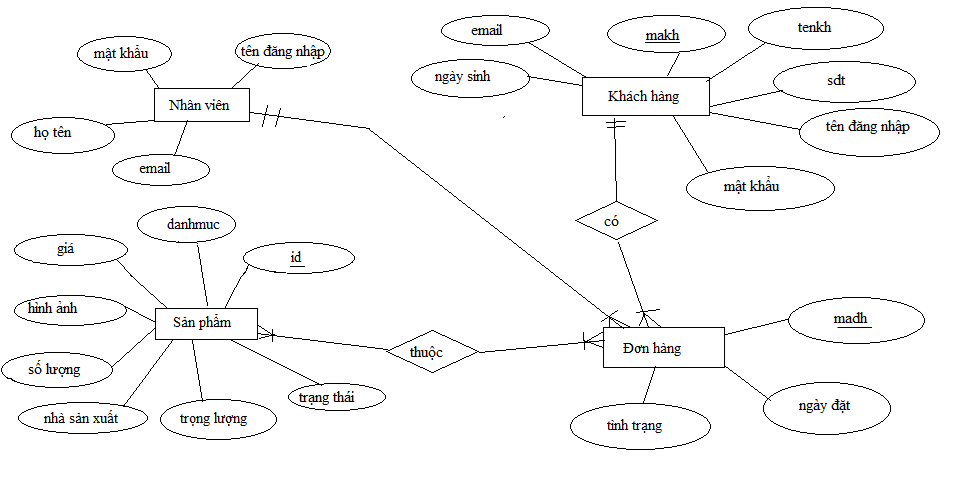 tenkh
email
makh
mật khẩu
tên đăng nhập
ngày sinh
Khách hàng
sdt
Nhân viên
họ tên
tên đăng nhập
email
mật khẩu
danhmuc
có
giá
id
hình ảnh
Sản phẩm
madh
thuộc
Đơn hàng
số lượng
trạng thái
ngày đặt
nhà sản xuất
trọng lượng
tình trạng